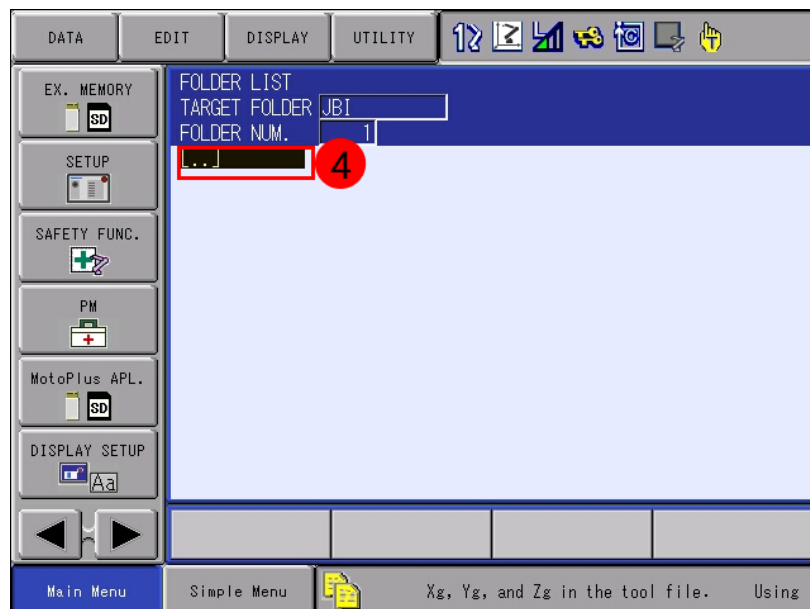 DATA
EDIT
DISPLAY
UTILITY
EX. MEMORY
SD
SETUP
SAFETY FUNC.
PM
MotoPlus APL.
SD
DISPLAY SETUP
Aa
FOLDER LIST
TARGET FOLDER JBI
FOLDER NUM. 1
[..]
4
Main Menu
Simple Menu
Xg, Yg, and Zg in the tool file. Using